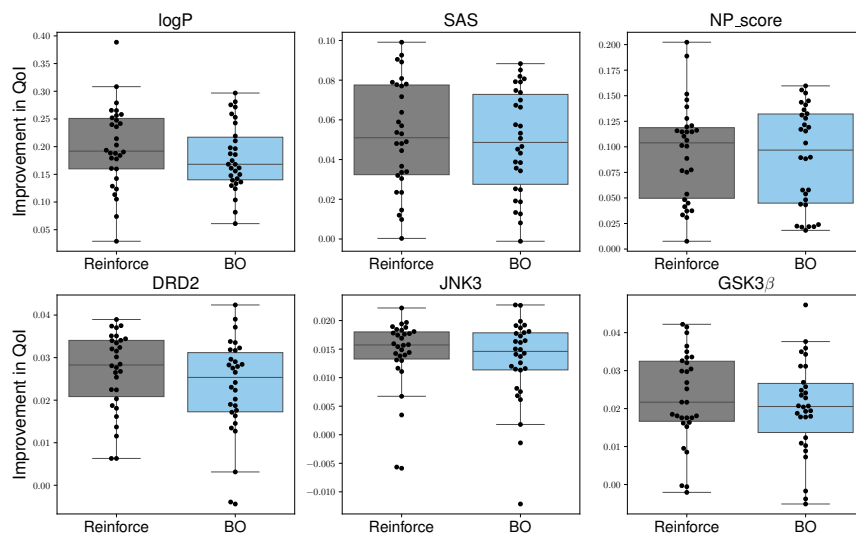 logP
SAS
NP_score
Improvement in QoI
0.40
0.35
0.30
0.25
0.20
0.15
0.10
0.05
0.10
0.08
0.06
0.04
0.02
0.00
0.200
0.175
0.150
0.125
0.100
0.075
0.050
0.025
0.000
Reinforce BO
Reinforce BO
Reinforce BO
DRD2
JNK3
GSK3β
Improvement in QoI
0.04
0.03
0.02
0.01
0.00
0.020
0.015
0.010
0.005
0.000
−0.005
−0.010
0.04
0.03
0.02
0.01
0.00
Reinforce BO
Reinforce BO
Reinforce BO